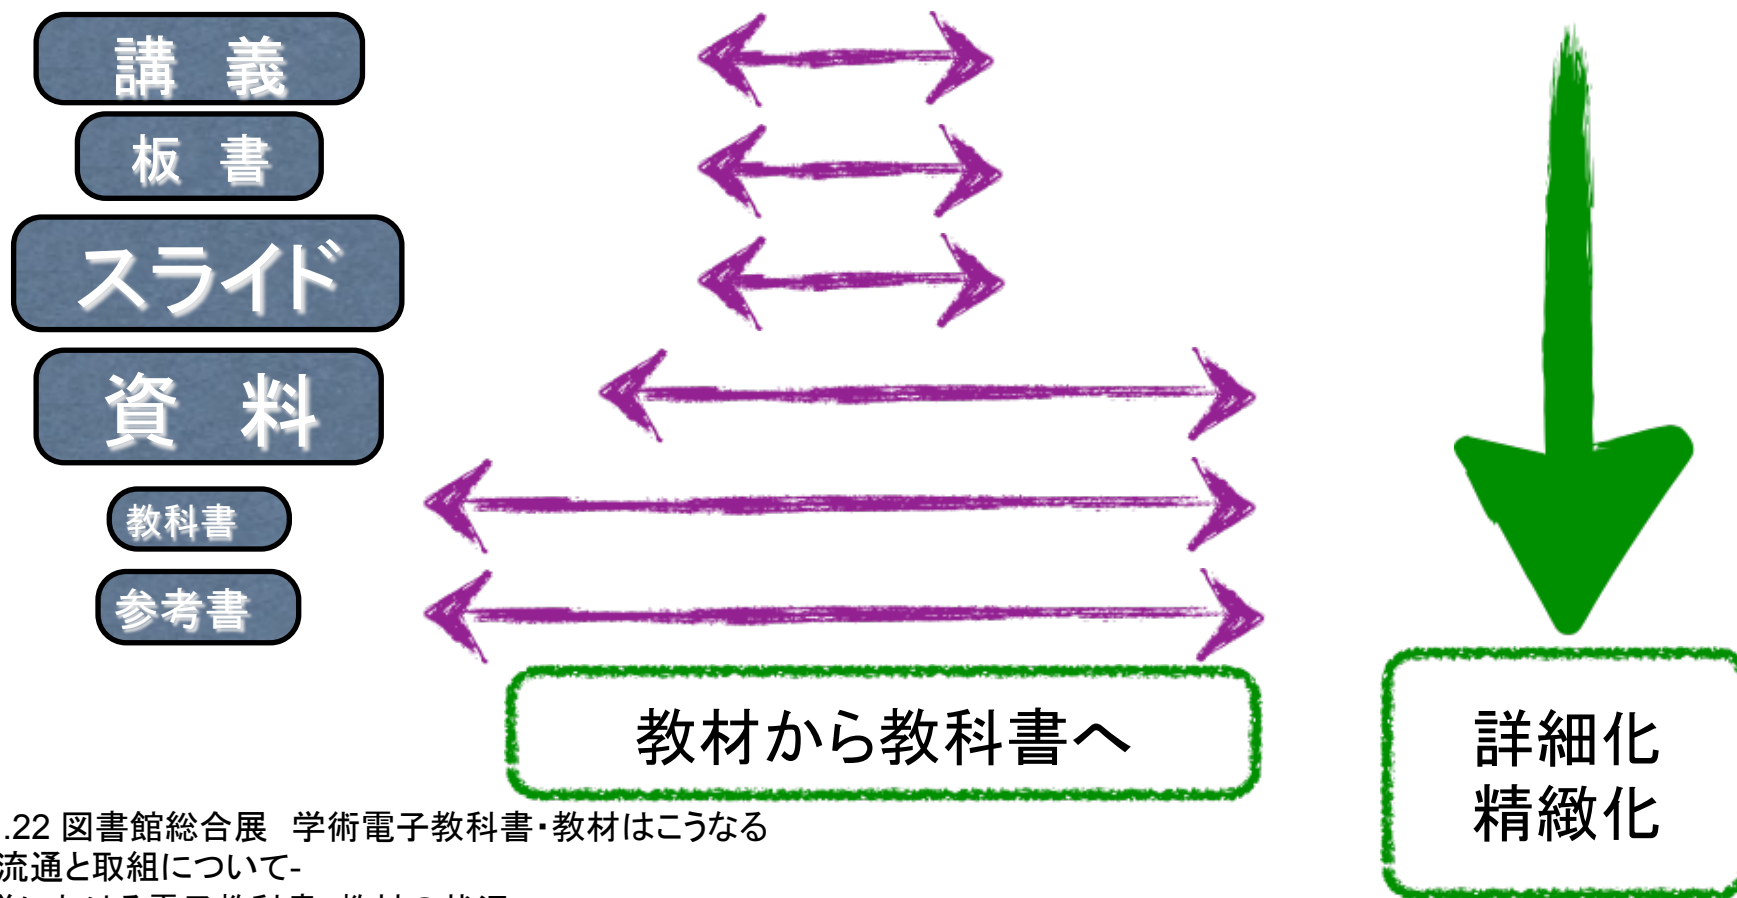 講　義
板　書
スライド
資　料
教科書
参考書
教材から教科書へ
詳細化
精緻化
.22 図書館総合展　学術電子教科書・教材はこうなる
流通と取組について-